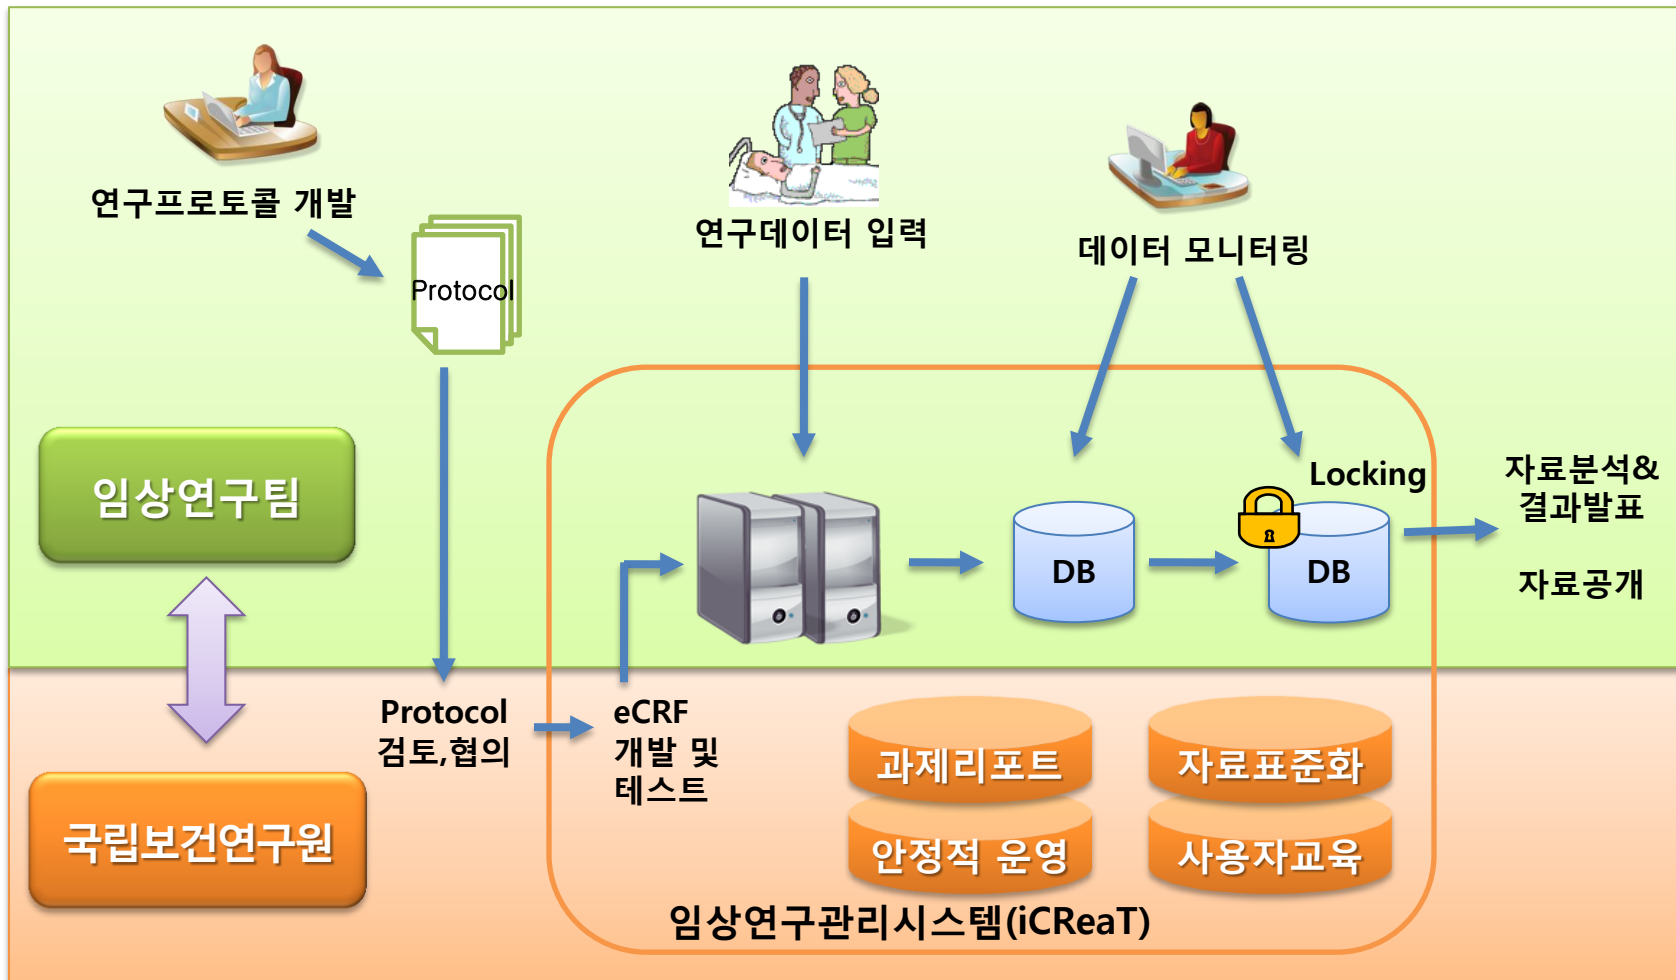 연구프로토콜 개발
Protocol
연구데이터 입력
데이터 모니터링
임상연구팀
Locking
DB
DB
자료분석&
결과발표
자료공개
Protocol
검토,협의
eCRF
개발 및
테스트
과제리포트
자료표준화
안정적 운영
사용자교육
국립보건연구원
임상연구관리시스템(iCReaT)